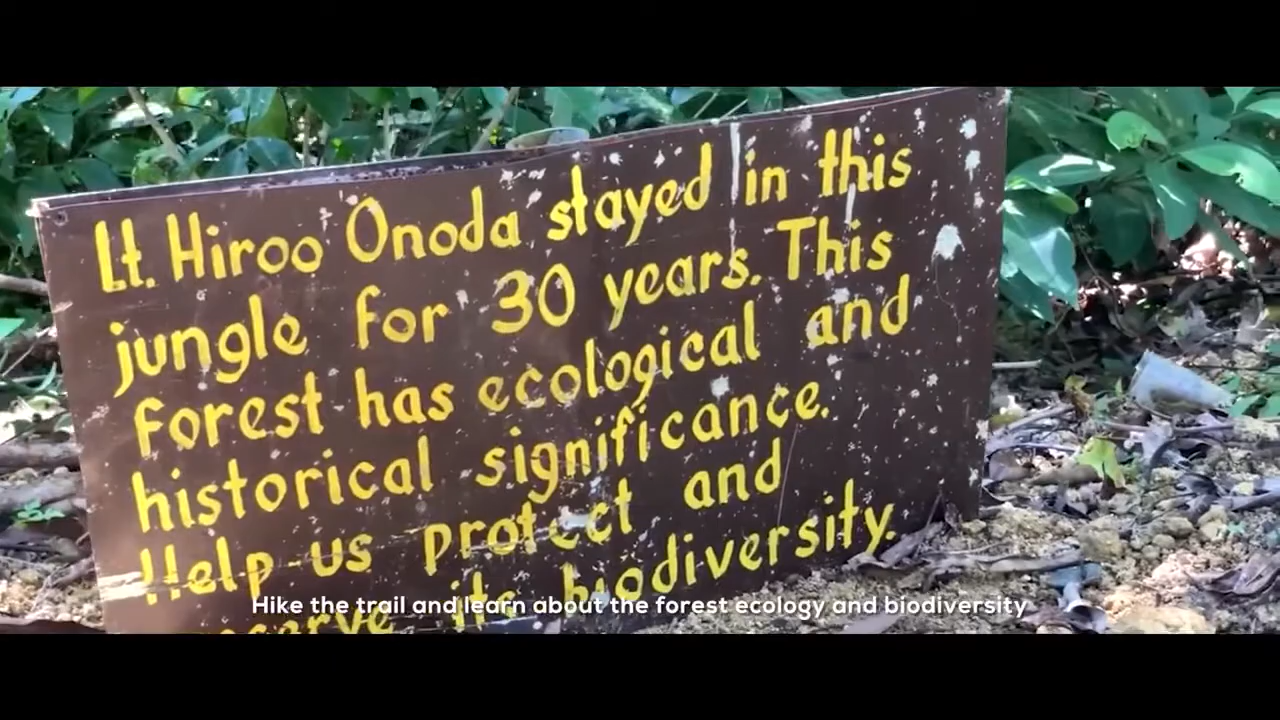 Lt. Hiroo Onoda stayed in this
jungle for 30 years. This
forest has ecological and
historical significance.
Help us protect and
its biodiversity.
Hike the trail and learn about the forest ecology and biodiversity